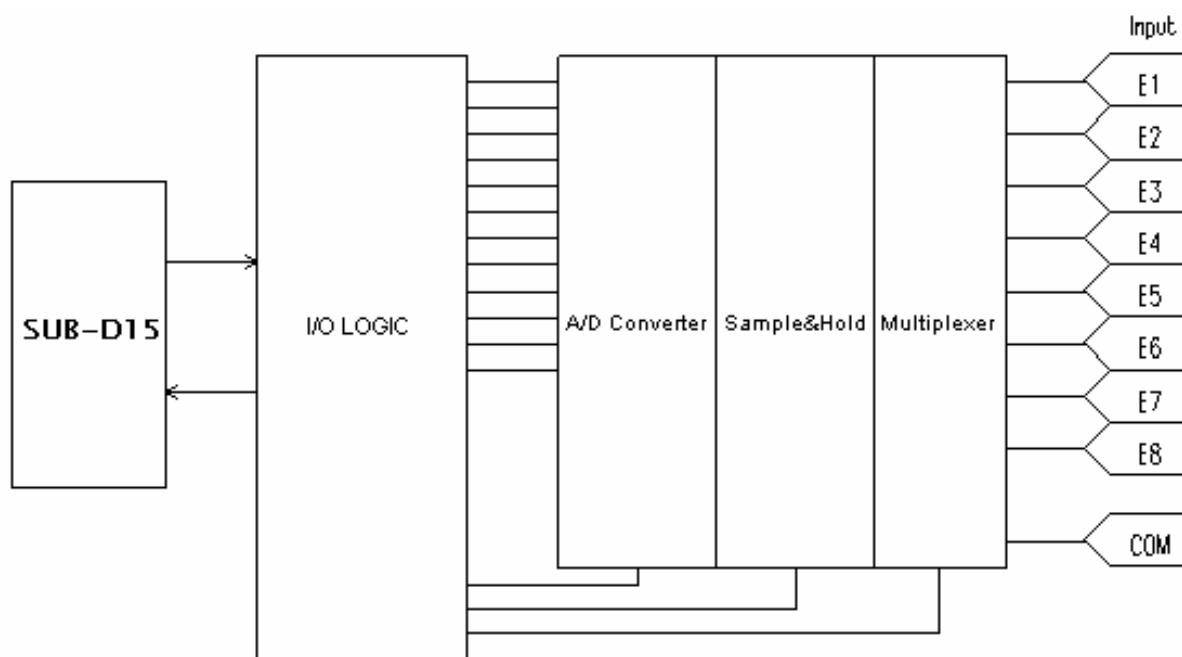 Input
E1
E2
E3
E4
E5
E6
E7
E8
COM
SUB-D15
I/O LOGIC
A/D Converter
Sample&Hold
Multiplexer